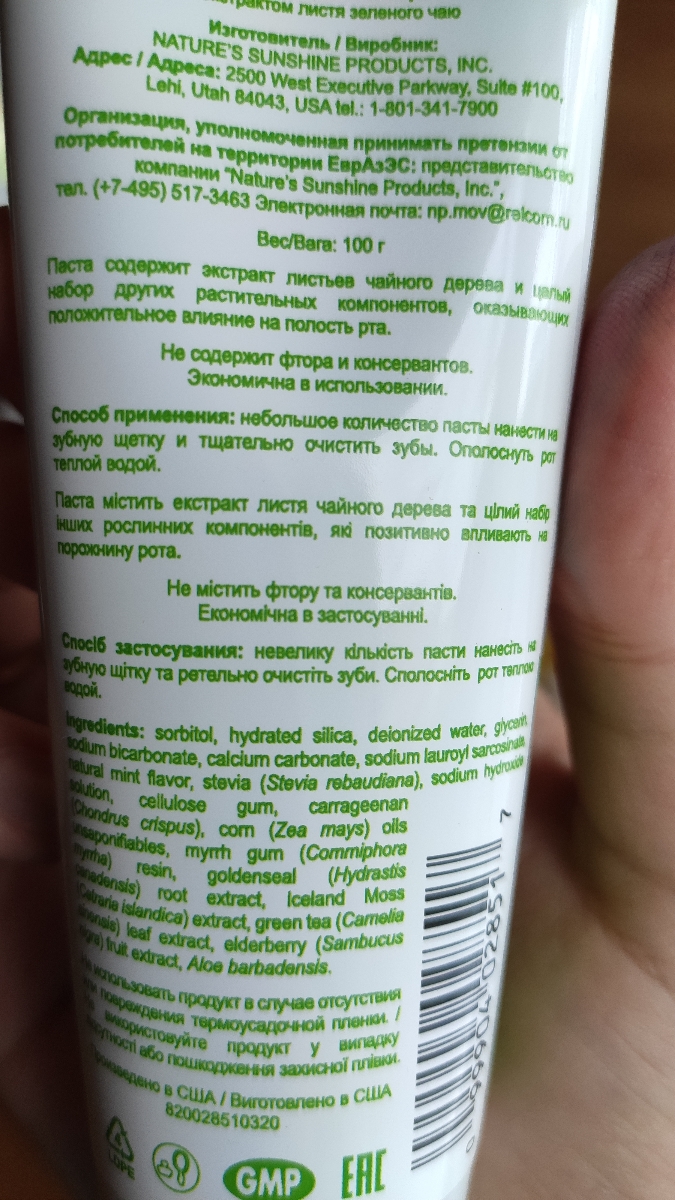 экстрактом листя зеленого чаю
Изготовитель / Виробник:
NATURE'S SUNSHINE PRODUCTS, INC.
Адрес / Адреса: 2500 West Executive Parkway, Suite #100,
Lehi, Utah 84043, USA tel.: 1-801-341-7900
Организация, уполномоченная принимать претензии от
потребителей на территории ЕврАзЭС: представительство
компании "Nature's Sunshine Products, Inc.",
тел. (+7-495) 517-3463 Электронная почта: np.mov@relcom.ru
Вес/Вага: 100 г
Паста содержит экстракт листьев чайного дерева и целый
набор других растительных компонентов, оказывающих
положительное влияние на полость рта.
Не содержит фтора и консервантов.
Экономична в использовании.
Способ применения: небольшое количество пасты нанести на
зубную щетку и тщательно очистить зубы. Ополоснуть рот
теплой водой.
Паста містить екстракт листя чайного дерева та цілий набір
інших рослинних компонентів, які позитивно впливають на
порожнину рота.
Не містить фтору та консервантів.
Економічна в застосуванні.
Спосіб застосування: невелику кількість пасти нанесіть на
зубную щітку та ретельно очистіть зуби. Сполосніть рот теплою
водой.
Ingredients: sorbitol, hydrated silica, deionized water, glycerin,
sodium bicarbonate, calcium carbonate, sodium lauroyl sarcosinate,
natural mint flavor, stevia (Stevia rebaudiana), sodium hydroxide
solution, cellulose gum, carrageenan
(Chondrus crispus), corn (Zea mays) oils
unsaponifiables, myrrh gum (Commiphora
myrrha) resin, goldenseal (Hydrastis
canadensis) root extract, Iceland Moss
(Cetraria islandica) extract, green tea (Camelia
sinensis) leaf extract, elderberry (Sambucus
nigra) fruit extract, Aloe barbadensis.
Не использовать продукт в случае отсутствия
или повреждения термоусадочной пленки. /
Не використовуйте продукт у випадку
відсутності або пошкодження захисної плівки.
Произведено в США / Виготовлено в США
820028510320
LDPE
GMP
EAC
0 99904 02851 7